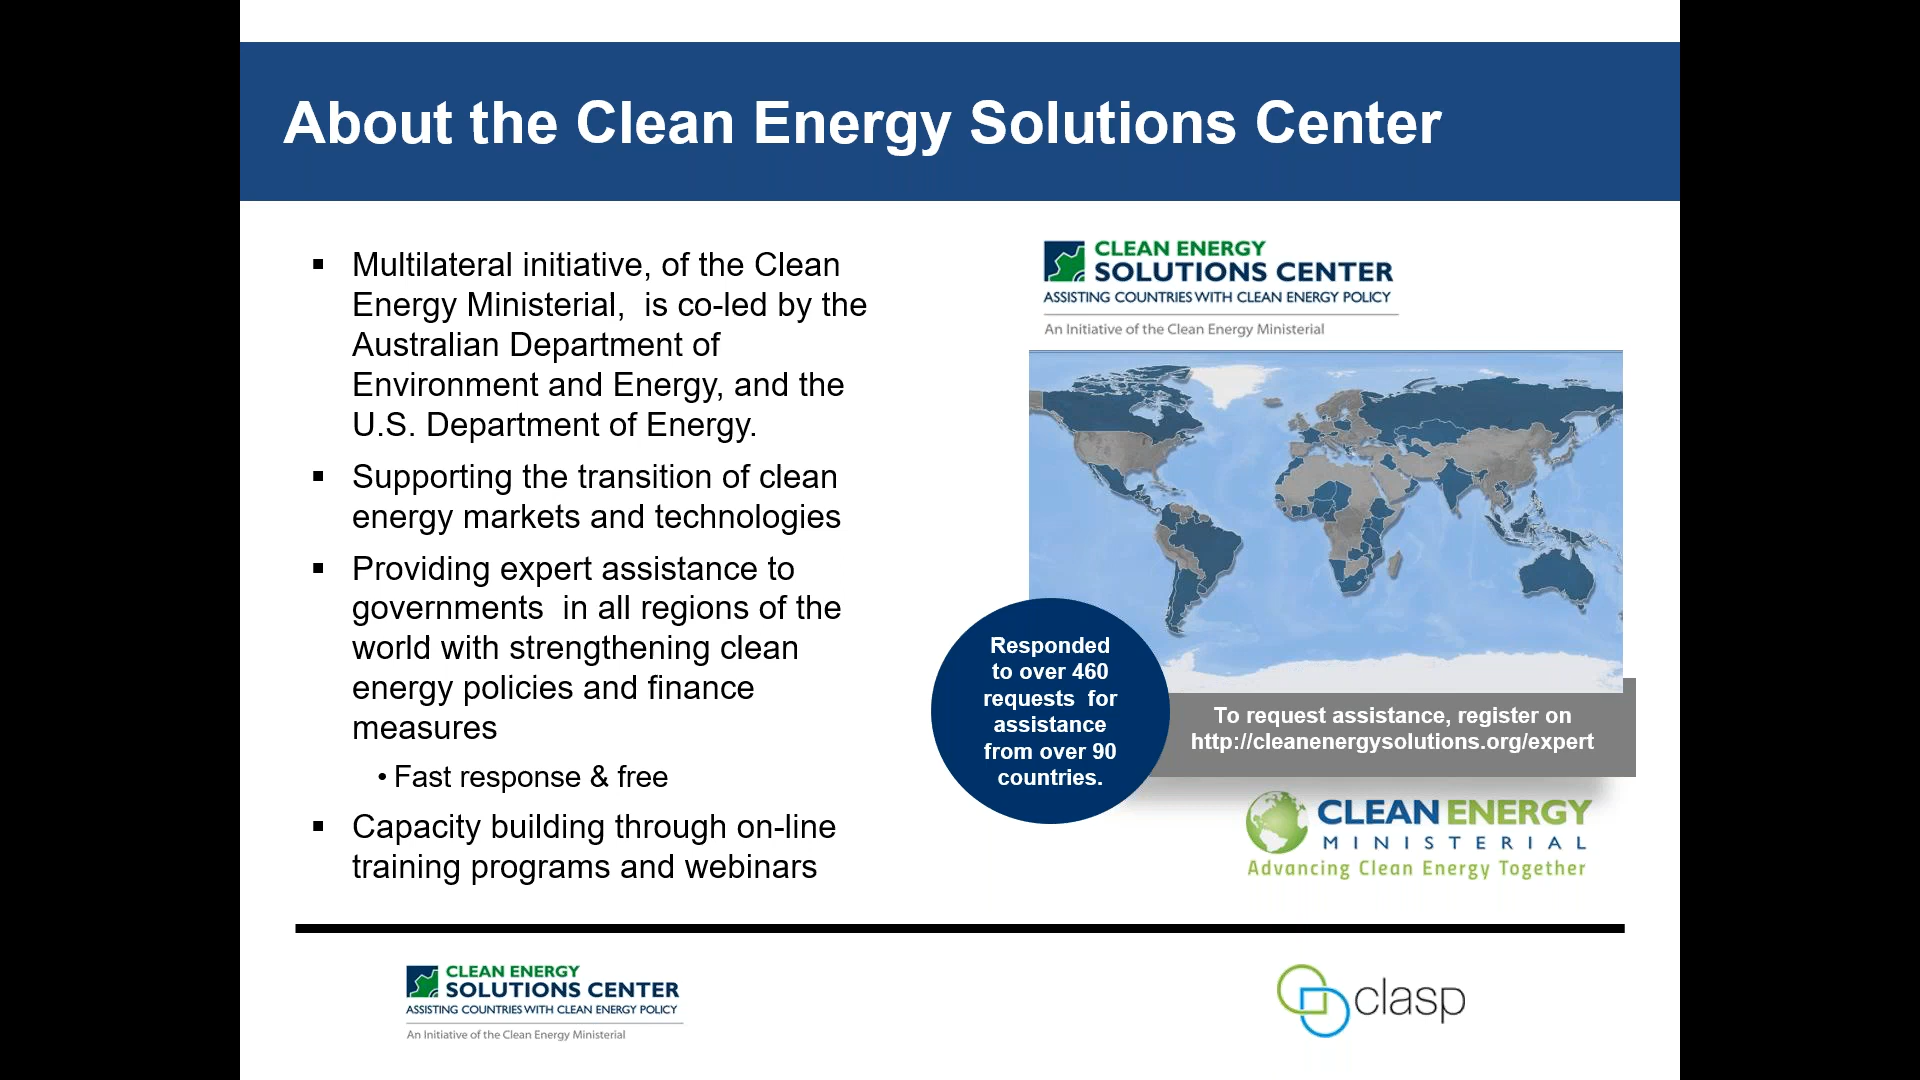 About the Clean Energy Solutions Center
▪ Multilateral initiative, of the Clean
Energy Ministerial,  is co-led by the
Australian Department of
Environment and Energy, and the
U.S. Department of Energy.
▪ Supporting the transition of clean
energy markets and technologies
▪ Providing expert assistance to
governments  in all regions of the
world with strengthening clean
energy policies and finance
measures
• Fast response & free
▪ Capacity building through on-line
training programs and webinars
CLEAN ENERGY
SOLUTIONS CENTER
ASSISTING COUNTRIES WITH CLEAN ENERGY POLICY
An Initiative of the Clean Energy Ministerial
Responded
to over 460
requests  for
assistance
from over 90
countries.
To request assistance, register on
http://cleanenergysolutions.org/expert
CLEAN ENERGY
MINISTERIAL
Advancing Clean Energy Together
CLEAN ENERGY
SOLUTIONS CENTER
ASSISTING COUNTRIES WITH CLEAN ENERGY POLICY
An Initiative of the Clean Energy Ministerial
clasp